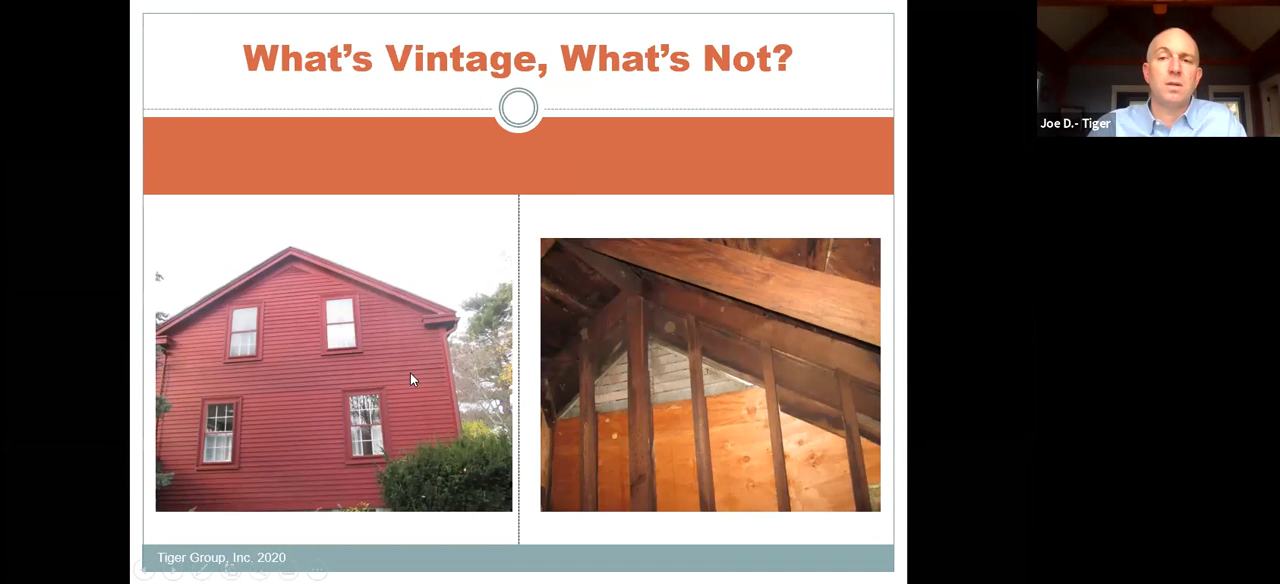 What's Vintage, What's Not?
Joe D.- Tiger
Tiger Group, Inc. 2020